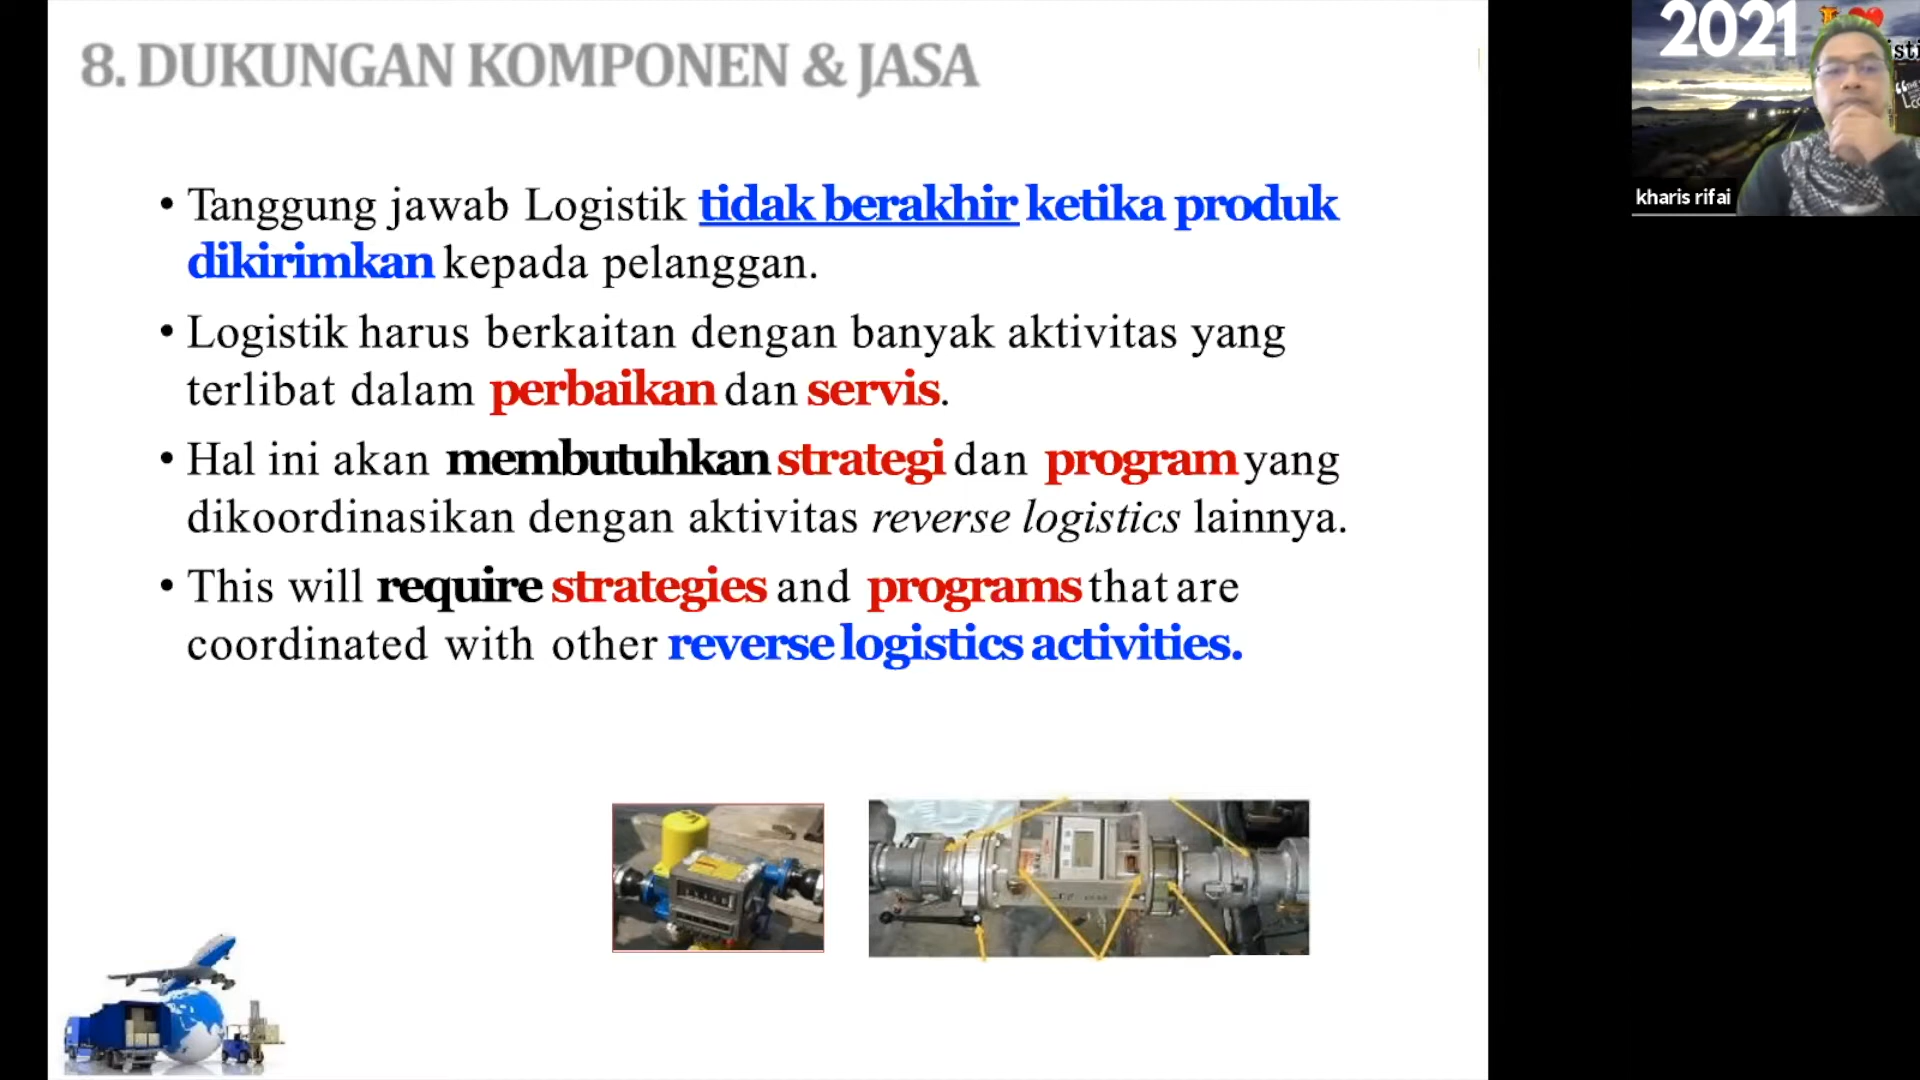 8. DUKUNGAN KOMPONEN & JASA
• Tanggung jawab Logistik tidak berakhir ketika produk
dikirimkan kepada pelanggan.
• Logistik harus berkaitan dengan banyak aktivitas yang
terlibat dalam perbaikan dan servis.
• Hal ini akan membutuhkan strategi dan program yang
dikoordinasikan dengan aktivitas reverse logistics lainnya.
• This will require strategies and programs that are
coordinated with other reverse logistics activities.
2021 I
kharis rifai